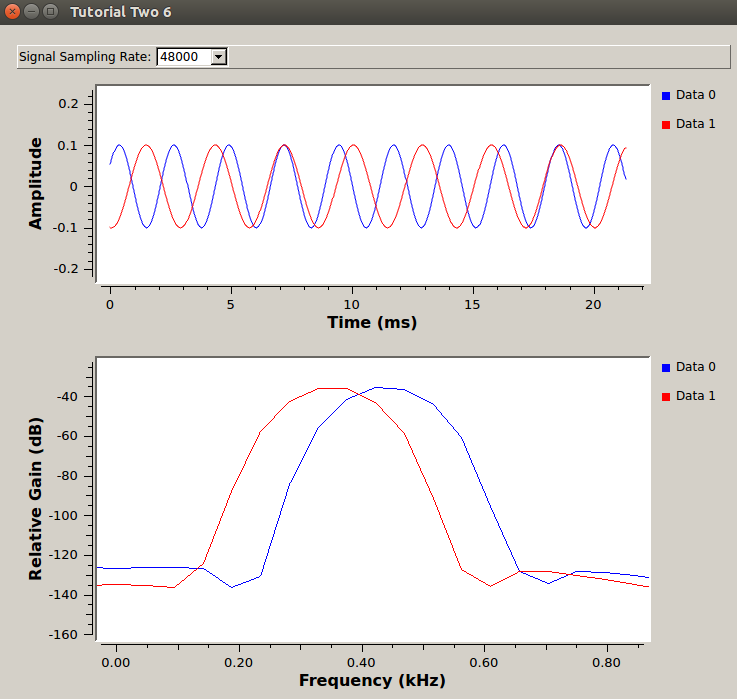 Tutorial Two 6
Signal Sampling Rate: 48000
Data 0
Data 1
Amplitude
0.2
0.1
0
-0.1
-0.2
0 5 10 15 20
Time (ms)
Data 0
Data 1
Relative Gain (dB)
-40
-60
-80
-100
-120
-140
-160
0.00 0.20 0.40 0.60 0.80
Frequency (kHz)